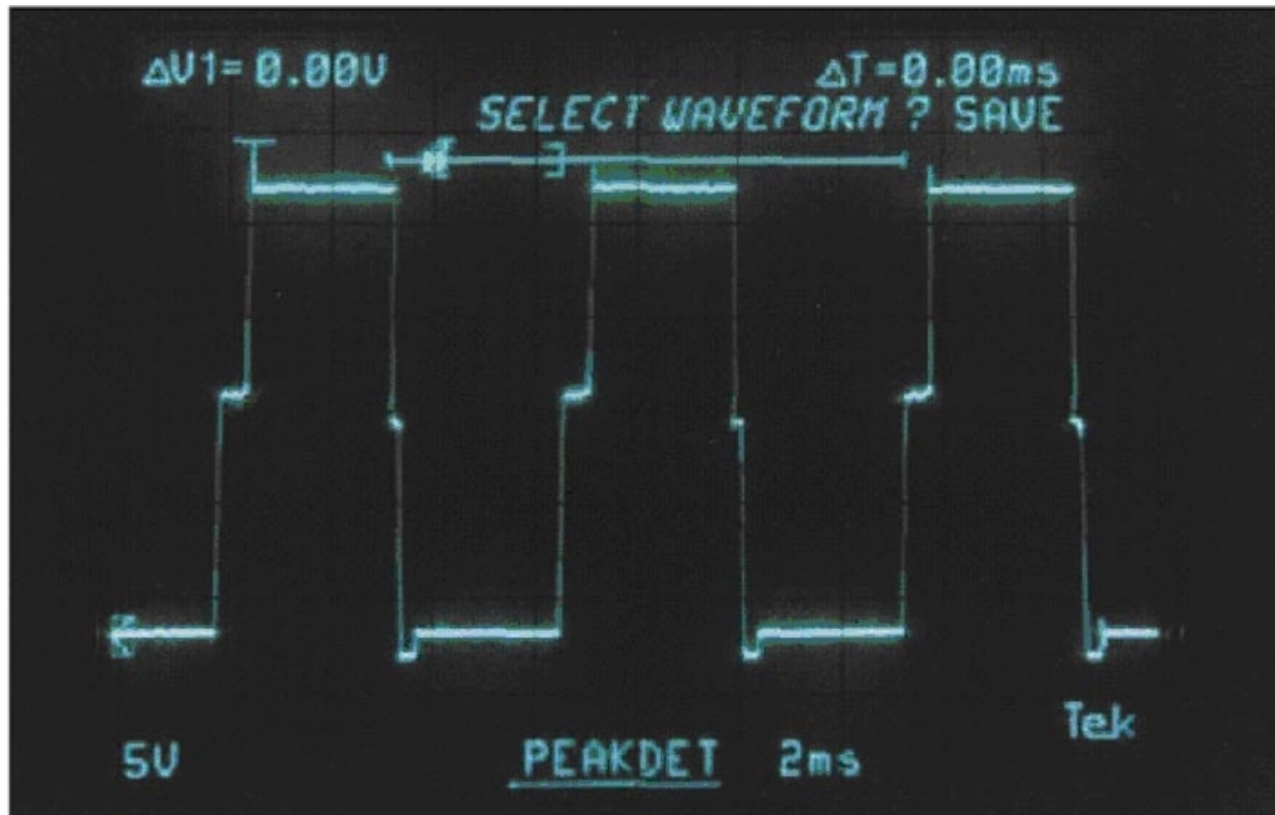 ΔV1= 0.00V ΔT=0.00ms
SELECT WAVEFORM ? SAVE
Tek
5V PEAKDET 2ms